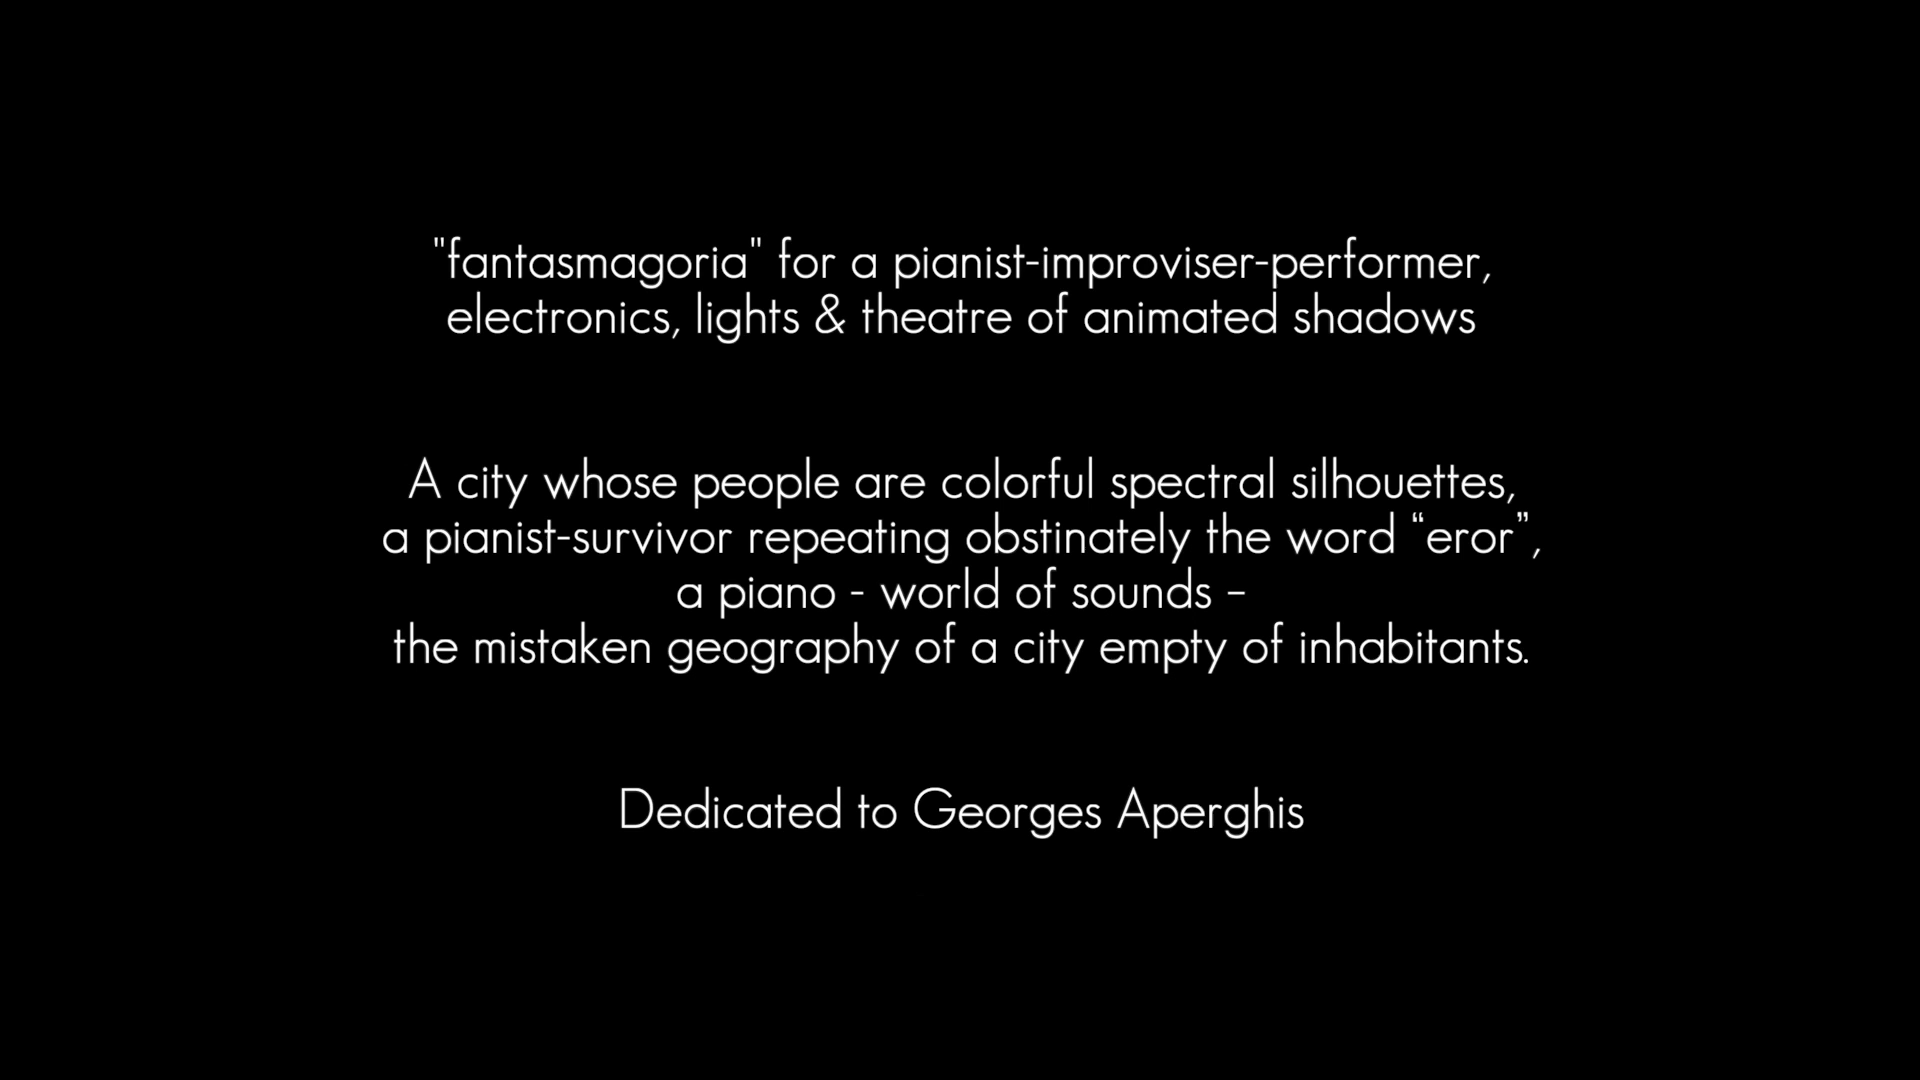 "fantasmagoria" for a pianist-improviser-performer,
electronics, lights & theatre of animated shadows
A city whose people are colorful spectral silhouettes,
a pianist-survivor repeating obstinately the word “eror”,
a piano - world of sounds –
the mistaken geography of a city empty of inhabitants.
Dedicated to Georges Aperghis